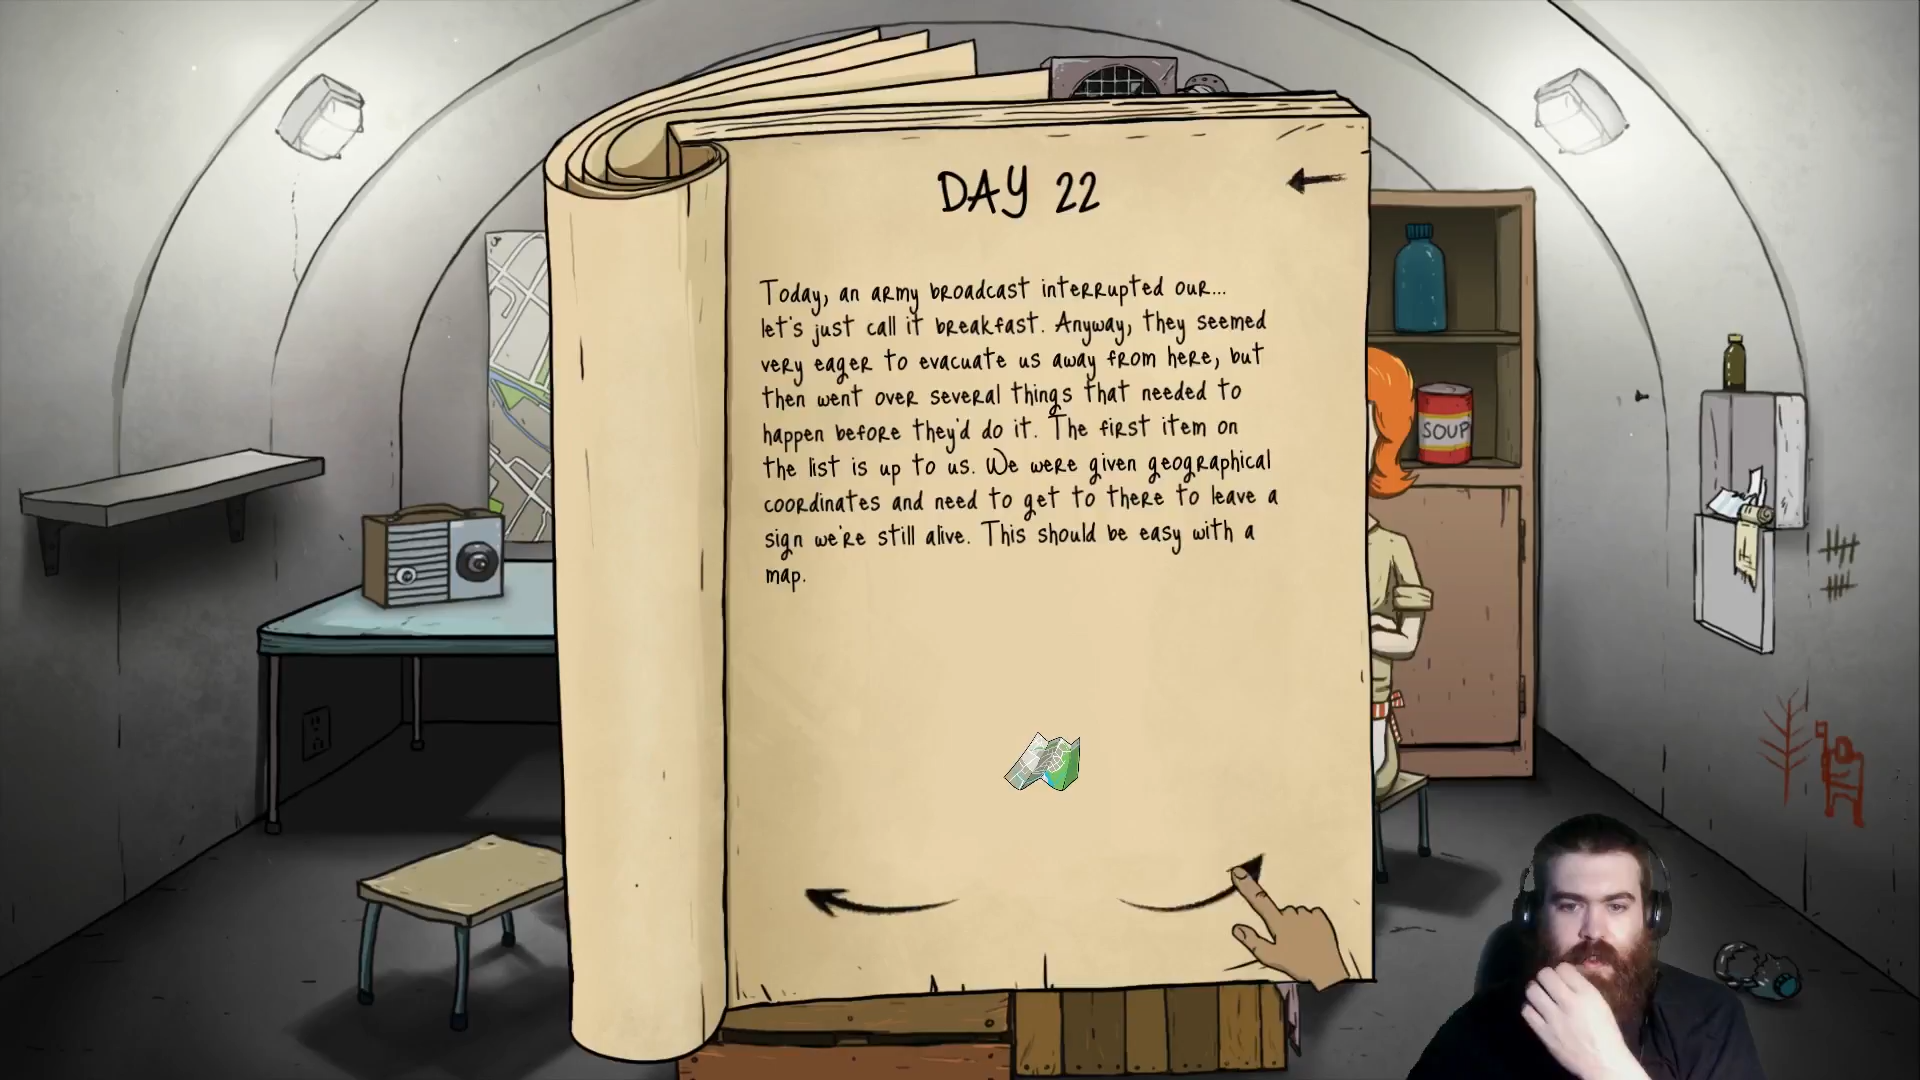 DAY 22
Today, an army broadcast interrupted our...
let's just call it breakfast. Anyway, they seemed
very eager to evacuate us away from here, but
then went over several things that needed to
happen before they'd do it. The first item on
the list is up to us. We were given geographical
coordinates and need to get to there to leave a
sign we're still alive. This should be easy with a
map.
SOUP